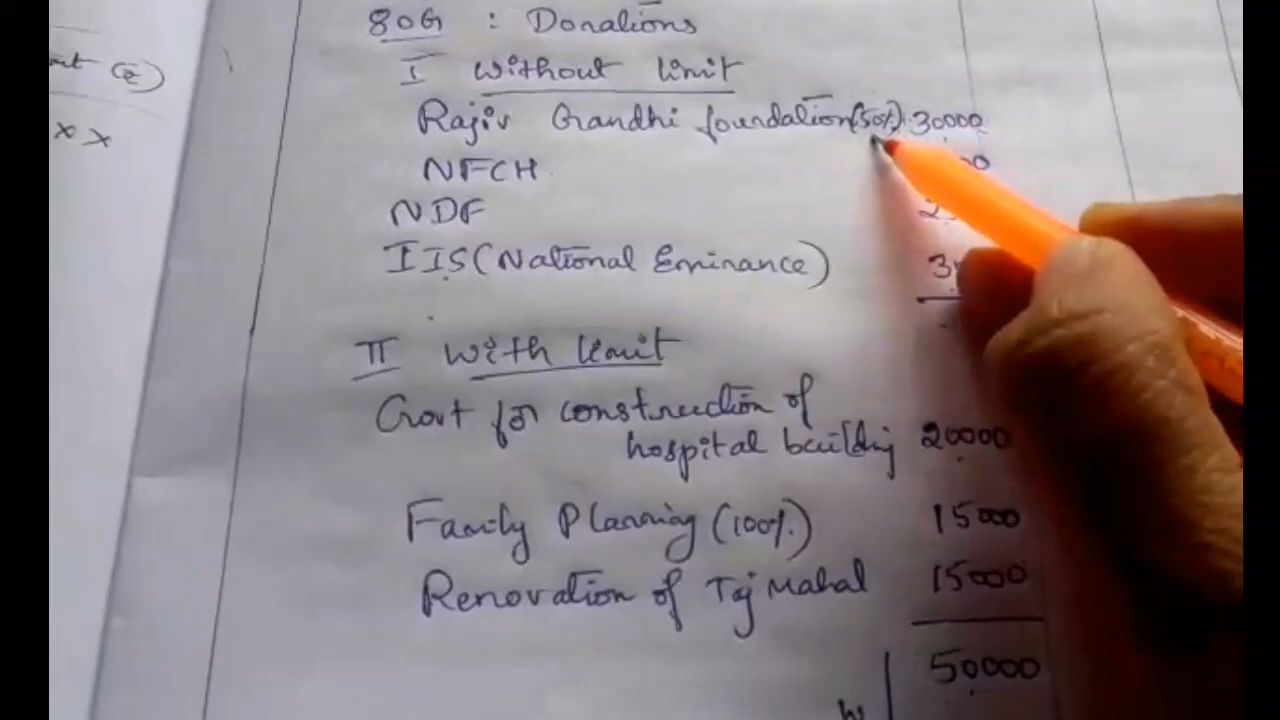 80G : Donations
I Without limit
Rajiv Gandhi foundation(50%). 30000
NFCH
NDF
IIS (National Eminance)
II With limit
Govt for construction of
hospital building 20000
Family Planning (100%) 15000
Renovation of Taj Mahal 15000
50000
x x